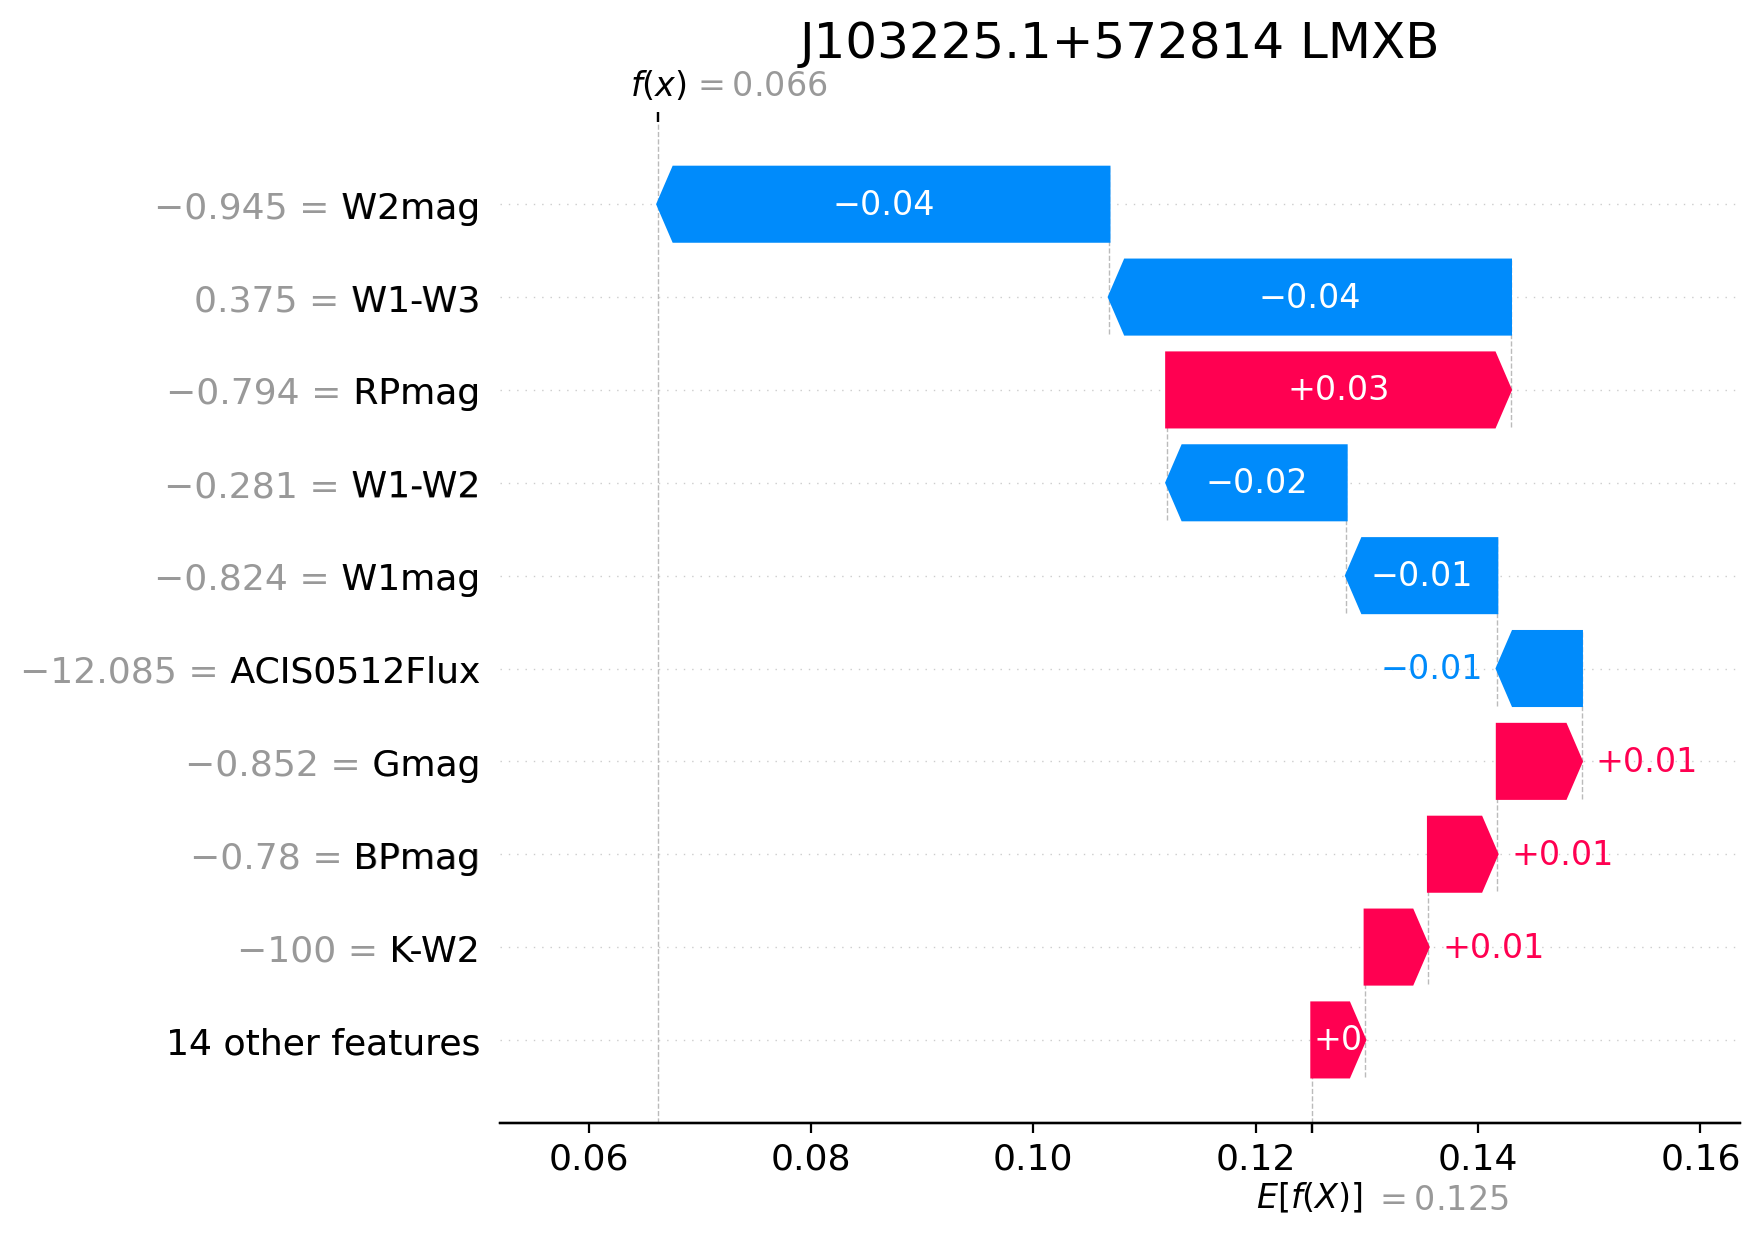 J103225.1+572814 LMXB
f(x) = 0.066
−0.945 = W2mag −0.04
0.375 = W1-W3 −0.04
−0.794 = RPmag +0.03
−0.281 = W1-W2 −0.02
−0.824 = W1mag −0.01
−12.085 = ACIS0512Flux −0.01
−0.852 = Gmag +0.01
−0.78 = BPmag +0.01
−100 = K-W2 +0.01
14 other features +0
0.06 0.08 0.10 0.12 0.14 0.16
E[f(X)] = 0.125